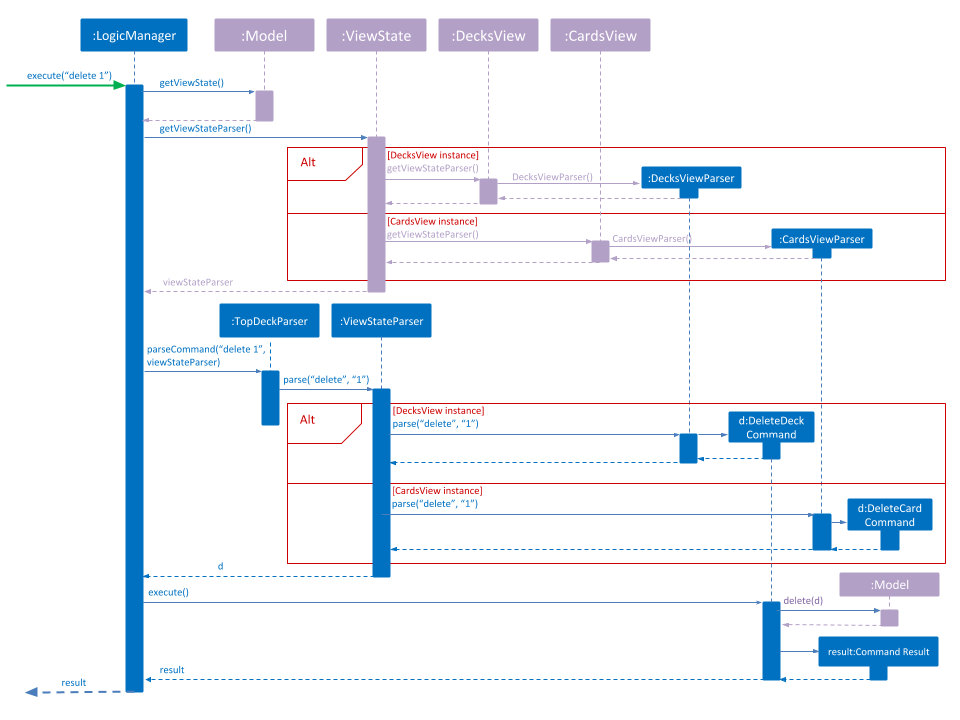 :LogicManager
:Model
:ViewState
:DecksView
:CardsView
execute(“delete 1”)
getViewState()
getViewStateParser()
Alt
[DecksView instance]
getViewStateParser()
DecksViewParser()
:DecksViewParser
[CardsView instance]
getViewStateParser()
CardsViewParser()
:CardsViewParser
viewStateParser
:TopDeckParser
:ViewStateParser
parseCommand(“delete 1”,
viewStateParser)
parse(“delete”, “1”)
Alt
[DecksView instance]
parse(“delete”, “1”)
d:DeleteDeck
Command
[CardsView instance]
parse(“delete”, “1”)
d:DeleteCard
Command
d
:Model
execute()
delete(d)
result:Command Result
result
result